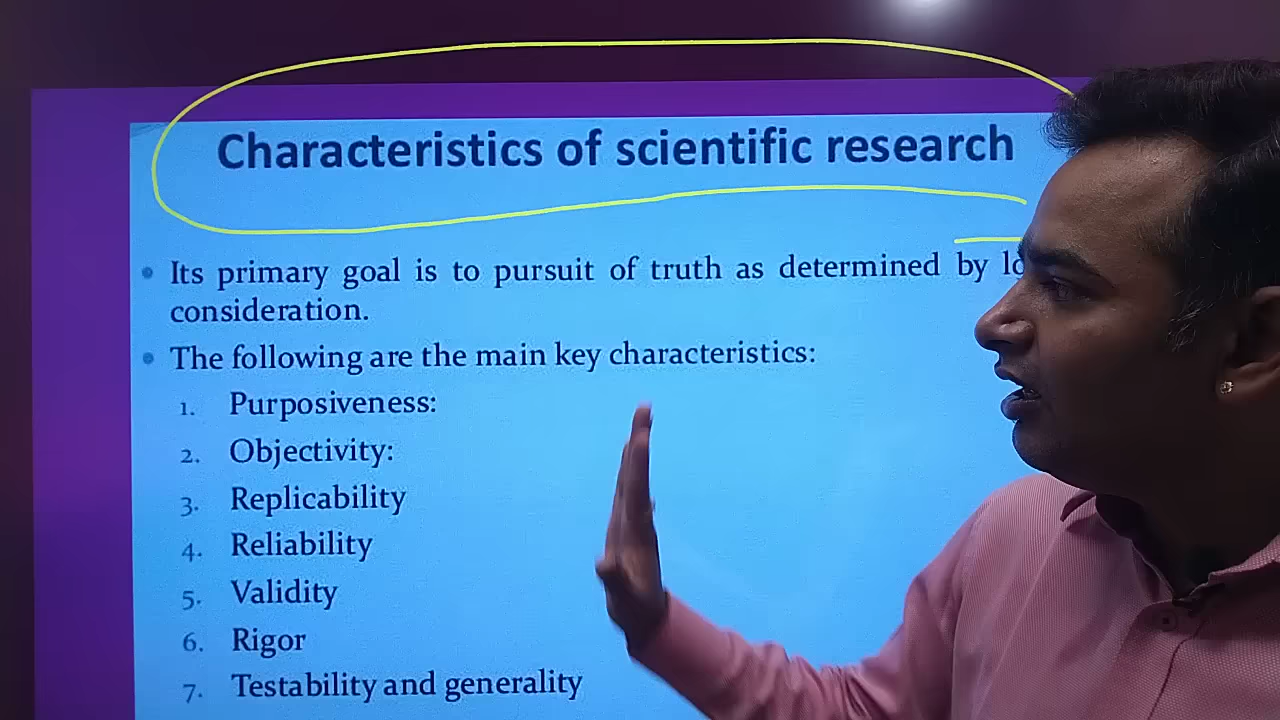 Characteristics of scientific research
• Its primary goal is to pursuit of truth as determined by
consideration.
• The following are the main key characteristics:
1. Purposiveness:
2. Objectivity:
3. Replicability
4. Reliability
5. Validity
6. Rigor
7. Testability and generality